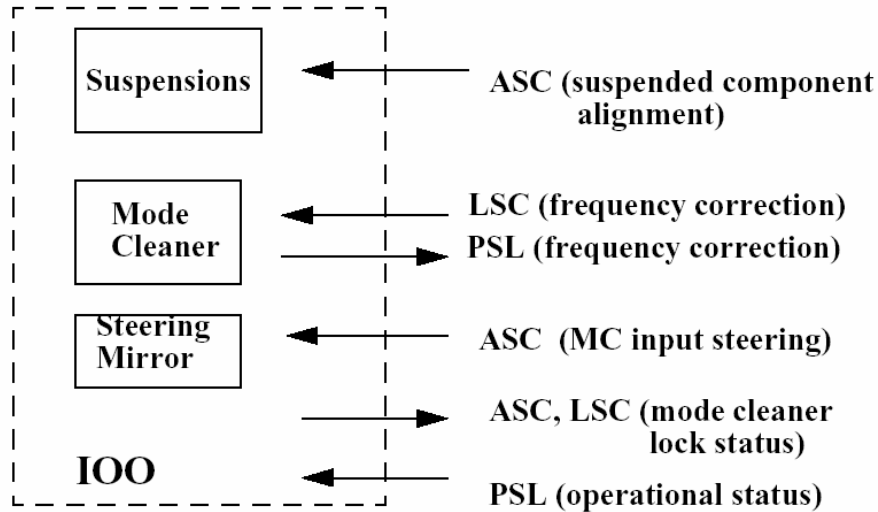 Suspensions
ASC (suspended component
alignment)
Mode
Cleaner
LSC (frequency correction)
PSL (frequency correction)
Steering
Mirror
ASC (MC input steering)
ASC, LSC (mode cleaner
lock status)
IOO
PSL (operational status)